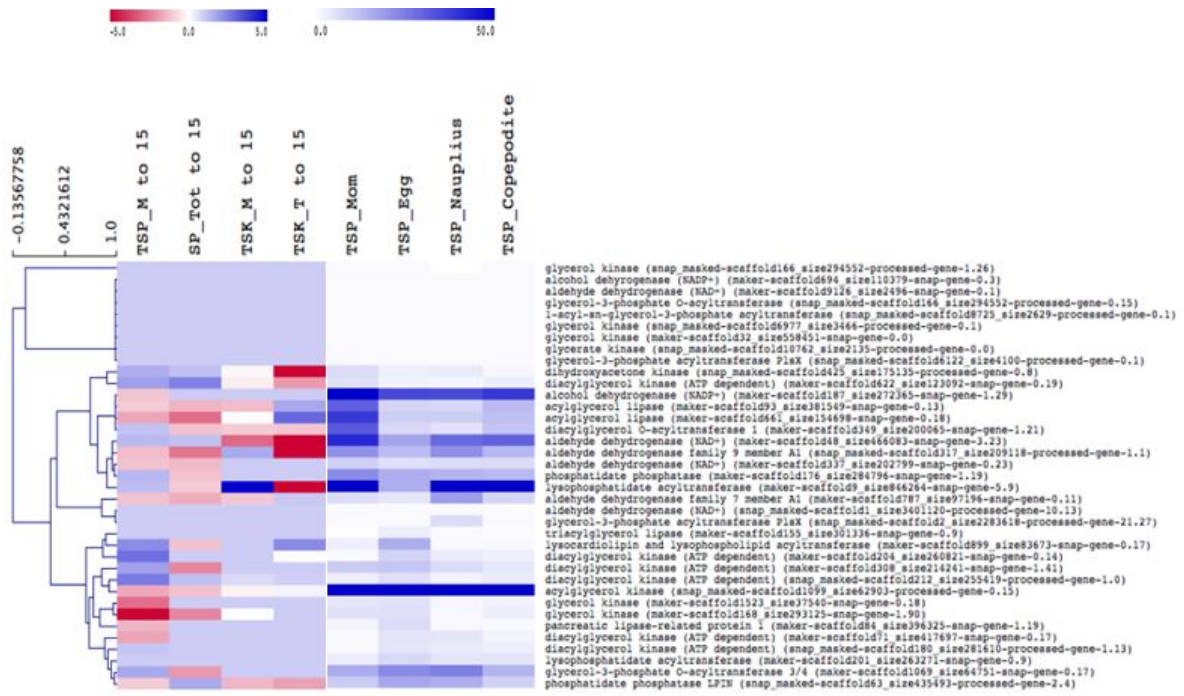 -5.0 0.0 5.0 0.0 50.0
-0.13567758
0.4321612
1.0
TSP_M to 15
SP_Tot to 15
TSK_M to 15
TSK_T to 15
TSP_Mom
TSP_Egg
TSP_Nauplius
TSP_Copepodite
glycerol kinase (snap_masked-scaffold166_size294552-processed-gene-1.26)
alcohol dehyrogenase (NADP+) (maker-scaffold694_size110379-snap-gene-0.3)
aldehyde dehydrogenase (NAD+) (maker-scaffold9126_size2496-snap-gene-0.1)
glycerol-3-phosphate O-acyltransferase (snap_masked-scaffold166_size294552-processed-gene-0.15)
1-acyl-sn-glycerol-3-phosphate acyltransferase (snap_masked-scaffold8725_size2629-processed-gene-0.1)
glycerol kinase (snap_masked-scaffold6977_size3466-processed-gene-0.1)
glycerol kinase (maker-scaffold32_size558451-snap-gene-0.0)
glycerate kinase (snap_masked-scaffold10762_size2135-processed-gene-0.0)
glycerol-3-phosphate acyltransferase PlsX (snap_masked-scaffold6122_size4100-processed-gene-0.1)
dihydroxyacetone kinase (snap_masked-scaffold425_size175135-processed-gene-0.8)
diacylglycerol kinase (ATP dependent) (maker-scaffold622_size123092-snap-gene-0.19)
alcohol dehydrogenase (NADP+) (maker-scaffold187_size272365-snap-gene-1.29)
acylglycerol lipase (maker-scaffold93_size381549-snap-gene-0.13)
acylglycerol lipase (maker-scaffold661_size154698-snap-gene-0.18)
diacylglycerol O-acyltransferase 1 (maker-scaffold349_size200065-snap-gene-1.21)
aldehyde dehydrogenase (NAD+) (maker-scaffold48_size466083-snap-gene-3.23)
aldehyde dehydrogenase family 9 member A1 (snap_masked-scaffold317_size209118-processed-gene-1.1)
aldehyde dehydrogenase (NAD+) (maker-scaffold337_size202799-snap-gene-0.23)
phosphatidate phosphatase (maker-scaffold176_size284796-snap-gene-1.19)
lysophosphatidate acyltransferase (maker-scaffold9_size866264-snap-gene-5.9)
aldehyde dehydrogenase family 7 member A1 (maker-scaffold787_size97196-snap-gene-0.11)
aldehyde dehydrogenase (NAD+) (snap_masked-scaffold1_size3401120-processed-gene-10.13)
glycerol-3-phosphate acyltransferase PlsX (snap_masked-scaffold2_size2283618-processed-gene-21.27)
triacylglycerol lipase (maker-scaffold155_size301336-snap-gene-0.9)
lysocardiolipin and lysophospholipid acyltransferase (maker-scaffold899_size83673-snap-gene-0.17)
diacylglycerol kinase (ATP dependent) (maker-scaffold204_size260821-snap-gene-0.14)
diacylglycerol kinase (ATP dependent) (maker-scaffold308_size214241-snap-gene-1.41)
diacylglycerol kinase (ATP dependent) (snap_masked-scaffold212_size255419-processed-gene-1.0)
acylglycerol kinase (snap_masked-scaffold1099_size62903-processed-gene-0.15)
glycerol kinase (maker-scaffold1523_size37540-snap-gene-0.18)
glycerol kinase (maker-scaffold168_size293125-snap-gene-1.90)
pancreatic lipase-related protein 1 (maker-scaffold84_size396325-snap-gene-1.19)
diacylglycerol kinase (ATP dependent) (maker-scaffold71_size417697-snap-gene-0.17)
diacylglycerol kinase (ATP dependent) (snap_masked-scaffold180_size281610-processed-gene-1.13)
lysophosphatidate acyltransferase (maker-scaffold201_size263271-snap-gene-0.9)
glycerol-3-phosphate O-acyltransferase 3/4 (maker-scaffold1069_size64751-snap-gene-0.17)
phosphatidate phosphatase LPIN (snap_masked-scaffold63_size435493-processed-gene-2.4)